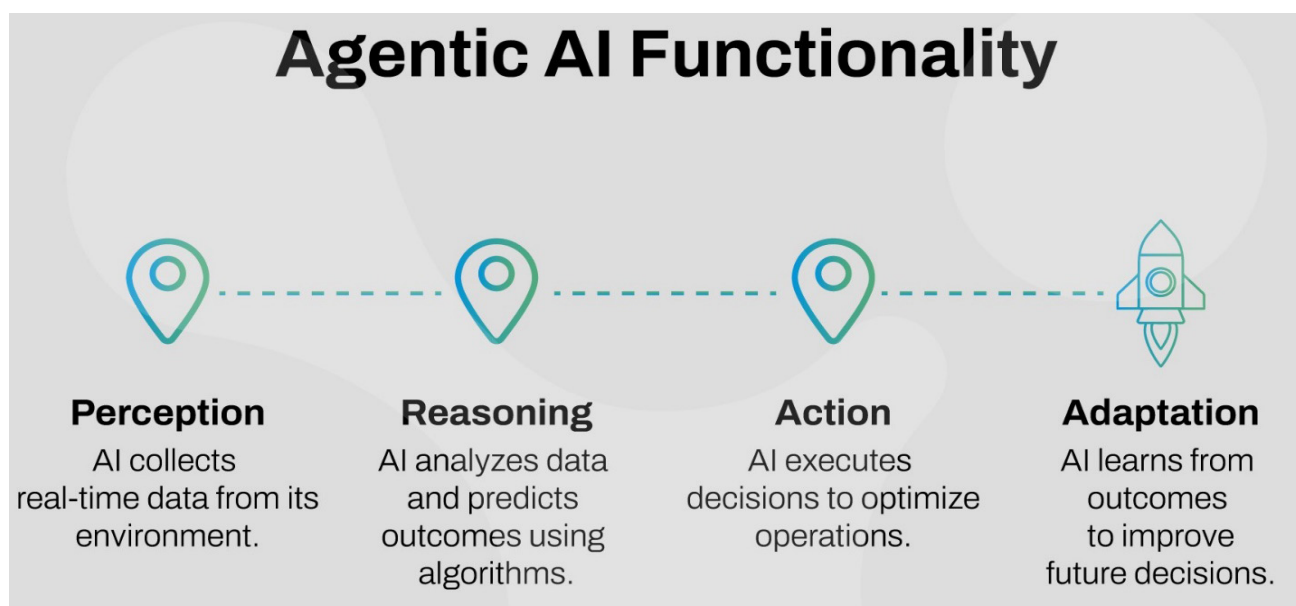 Agentic AI Functionality
Perception
AI collects
real-time data from its
environment.
Reasoning
AI analyzes data
and predicts
outcomes using
algorithms.
Action
AI executes
decisions to optimize
operations.
Adaptation
AI learns from
outcomes
to improve
future decisions.